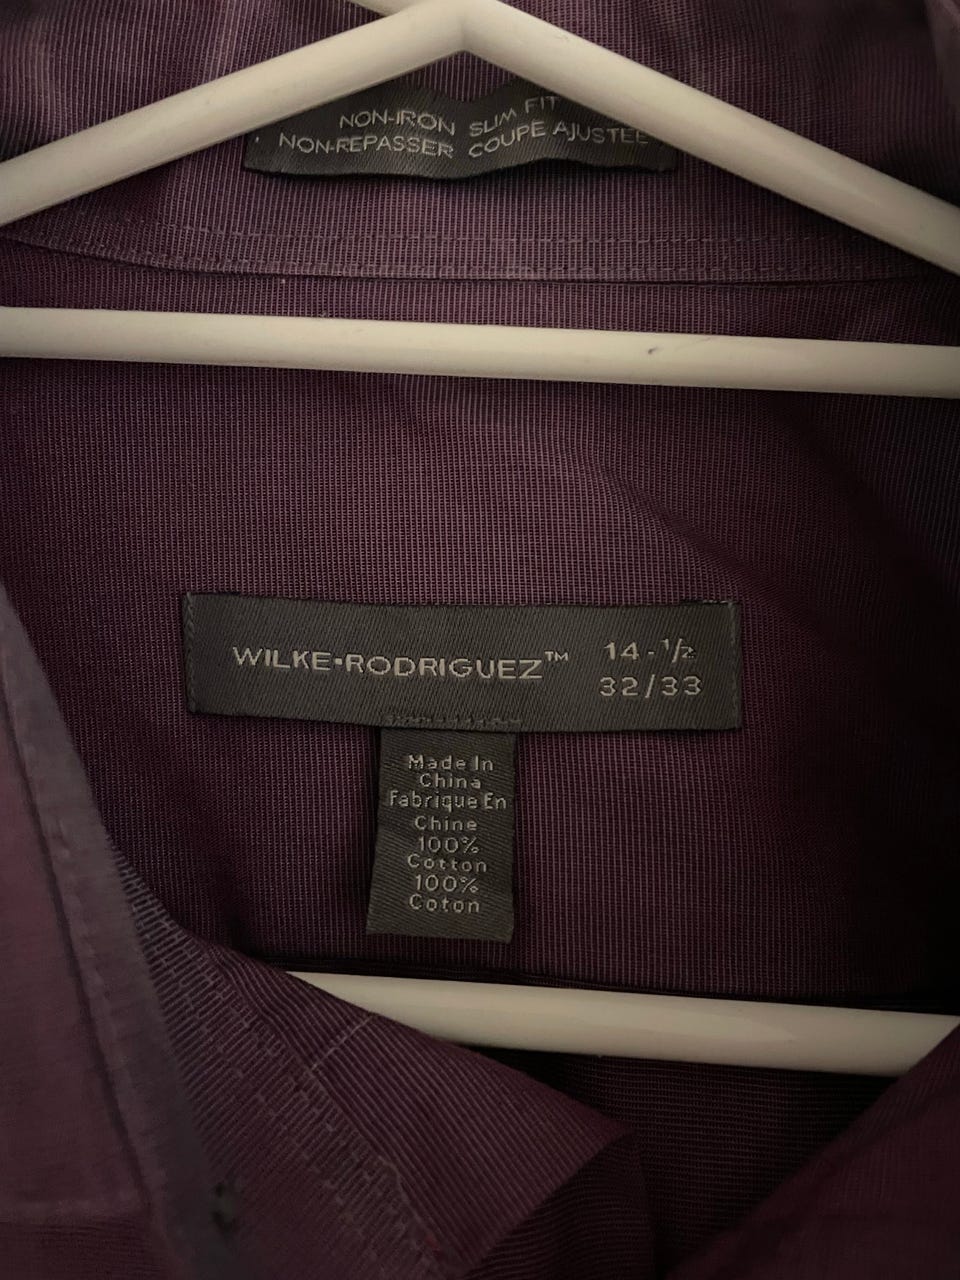 NON-IRON SLIM FIT
NON-REPASSER COUPE AJUSTEE
WILKE·RODRIGUEZ™ 14-1/2
32/33
Made In
China
Fabrique En
Chine
100%
Cotton
100%
Coton